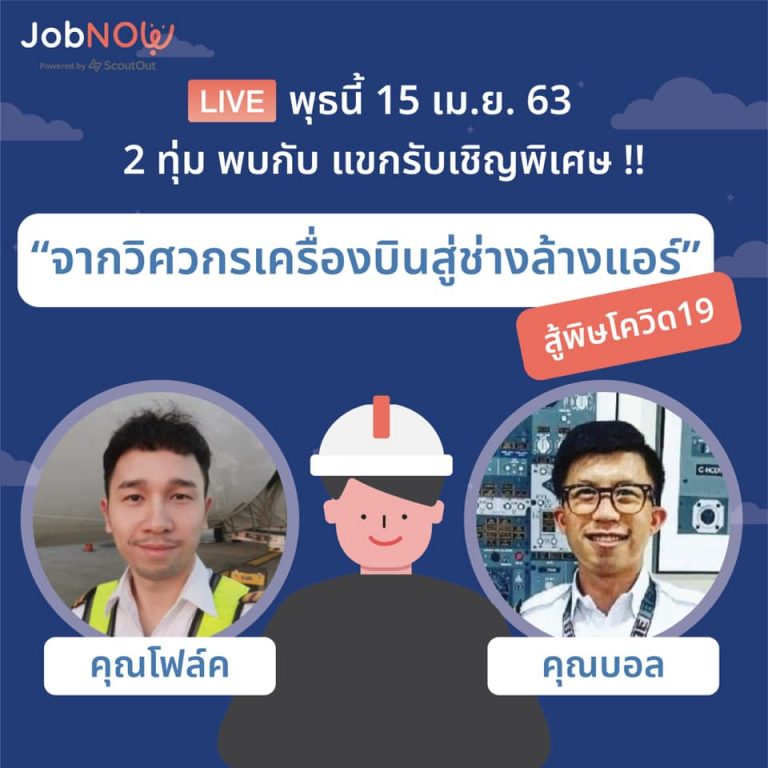 JobNOW
Powered by ScoutOut
LIVE พุธนี้ 15 เม.ย. 63
2 ทุ่ม พบกับ แขกรับเชิญพิเศษ !!
“จากวิศวกรเครื่องบินสู่ช่างล้างแอร์”
สู้พิษโควิด19
คุณโฟล์ค
คุณบอล